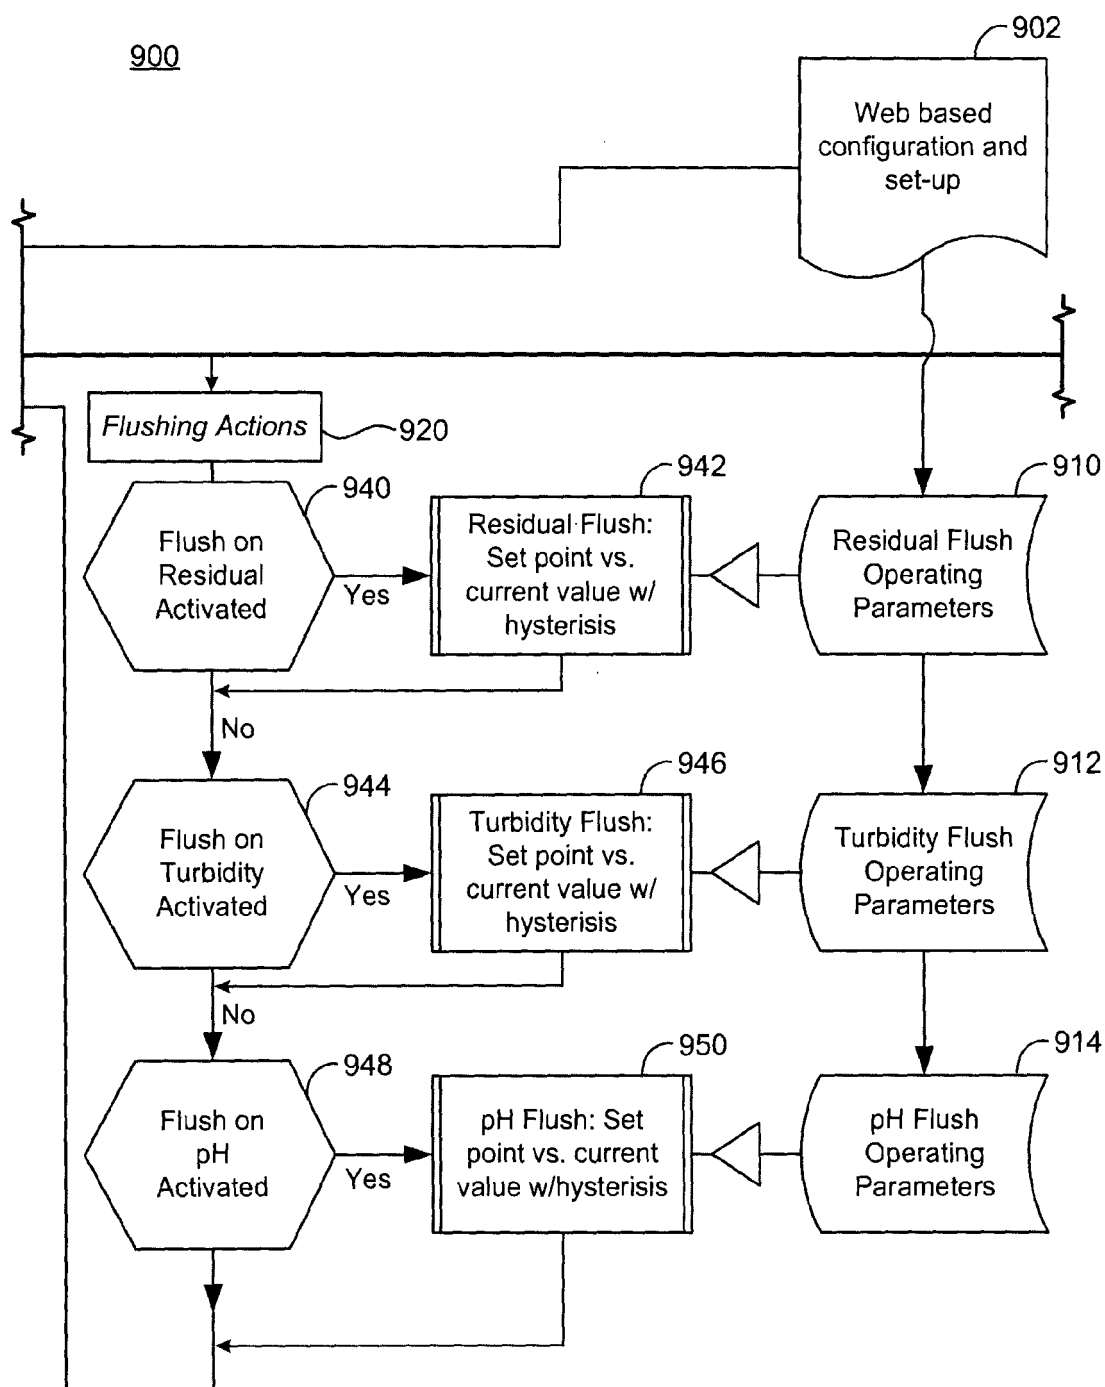 900
902
Web based
configuration and
set-up
Flushing Actions
920
940
Flush on
Residual
Activated
Yes
No
942
Residual Flush:
Set point vs.
current value w/
hysterisis
910
Residual Flush
Operating
Parameters
944
Flush on
Turbidity
Activated
Yes
No
946
Turbidity Flush:
Set point vs.
current value w/
hysterisis
912
Turbidity Flush
Operating
Parameters
948
Flush on
pH
Activated
Yes
950
pH Flush: Set
point vs. current
value w/hysterisis
914
pH Flush
Operating
Parameters